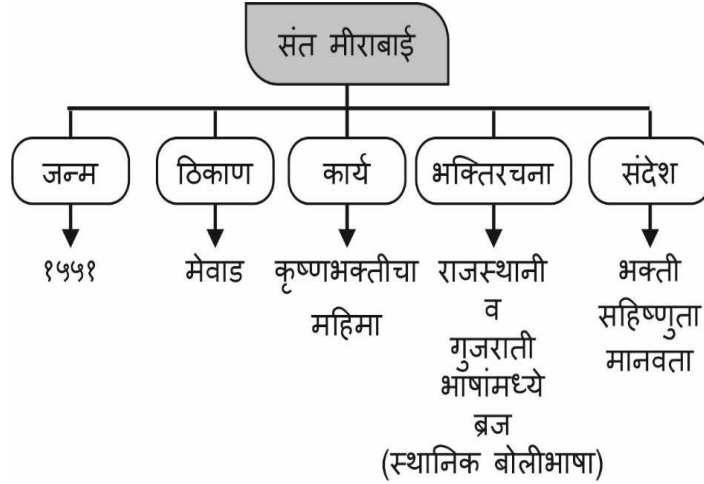 संत मीराबाई
जन्म
ठिकाण
कार्य
भक्तिरचना
संदेश
१५५१
मेवाड
कृष्णभक्तीचा
महिमा
राजस्थानी
व
गुजराती
भाषांमध्ये
ब्रज
(स्थानिक बोलीभाषा)
भक्ती
सहिष्णुता
मानवता